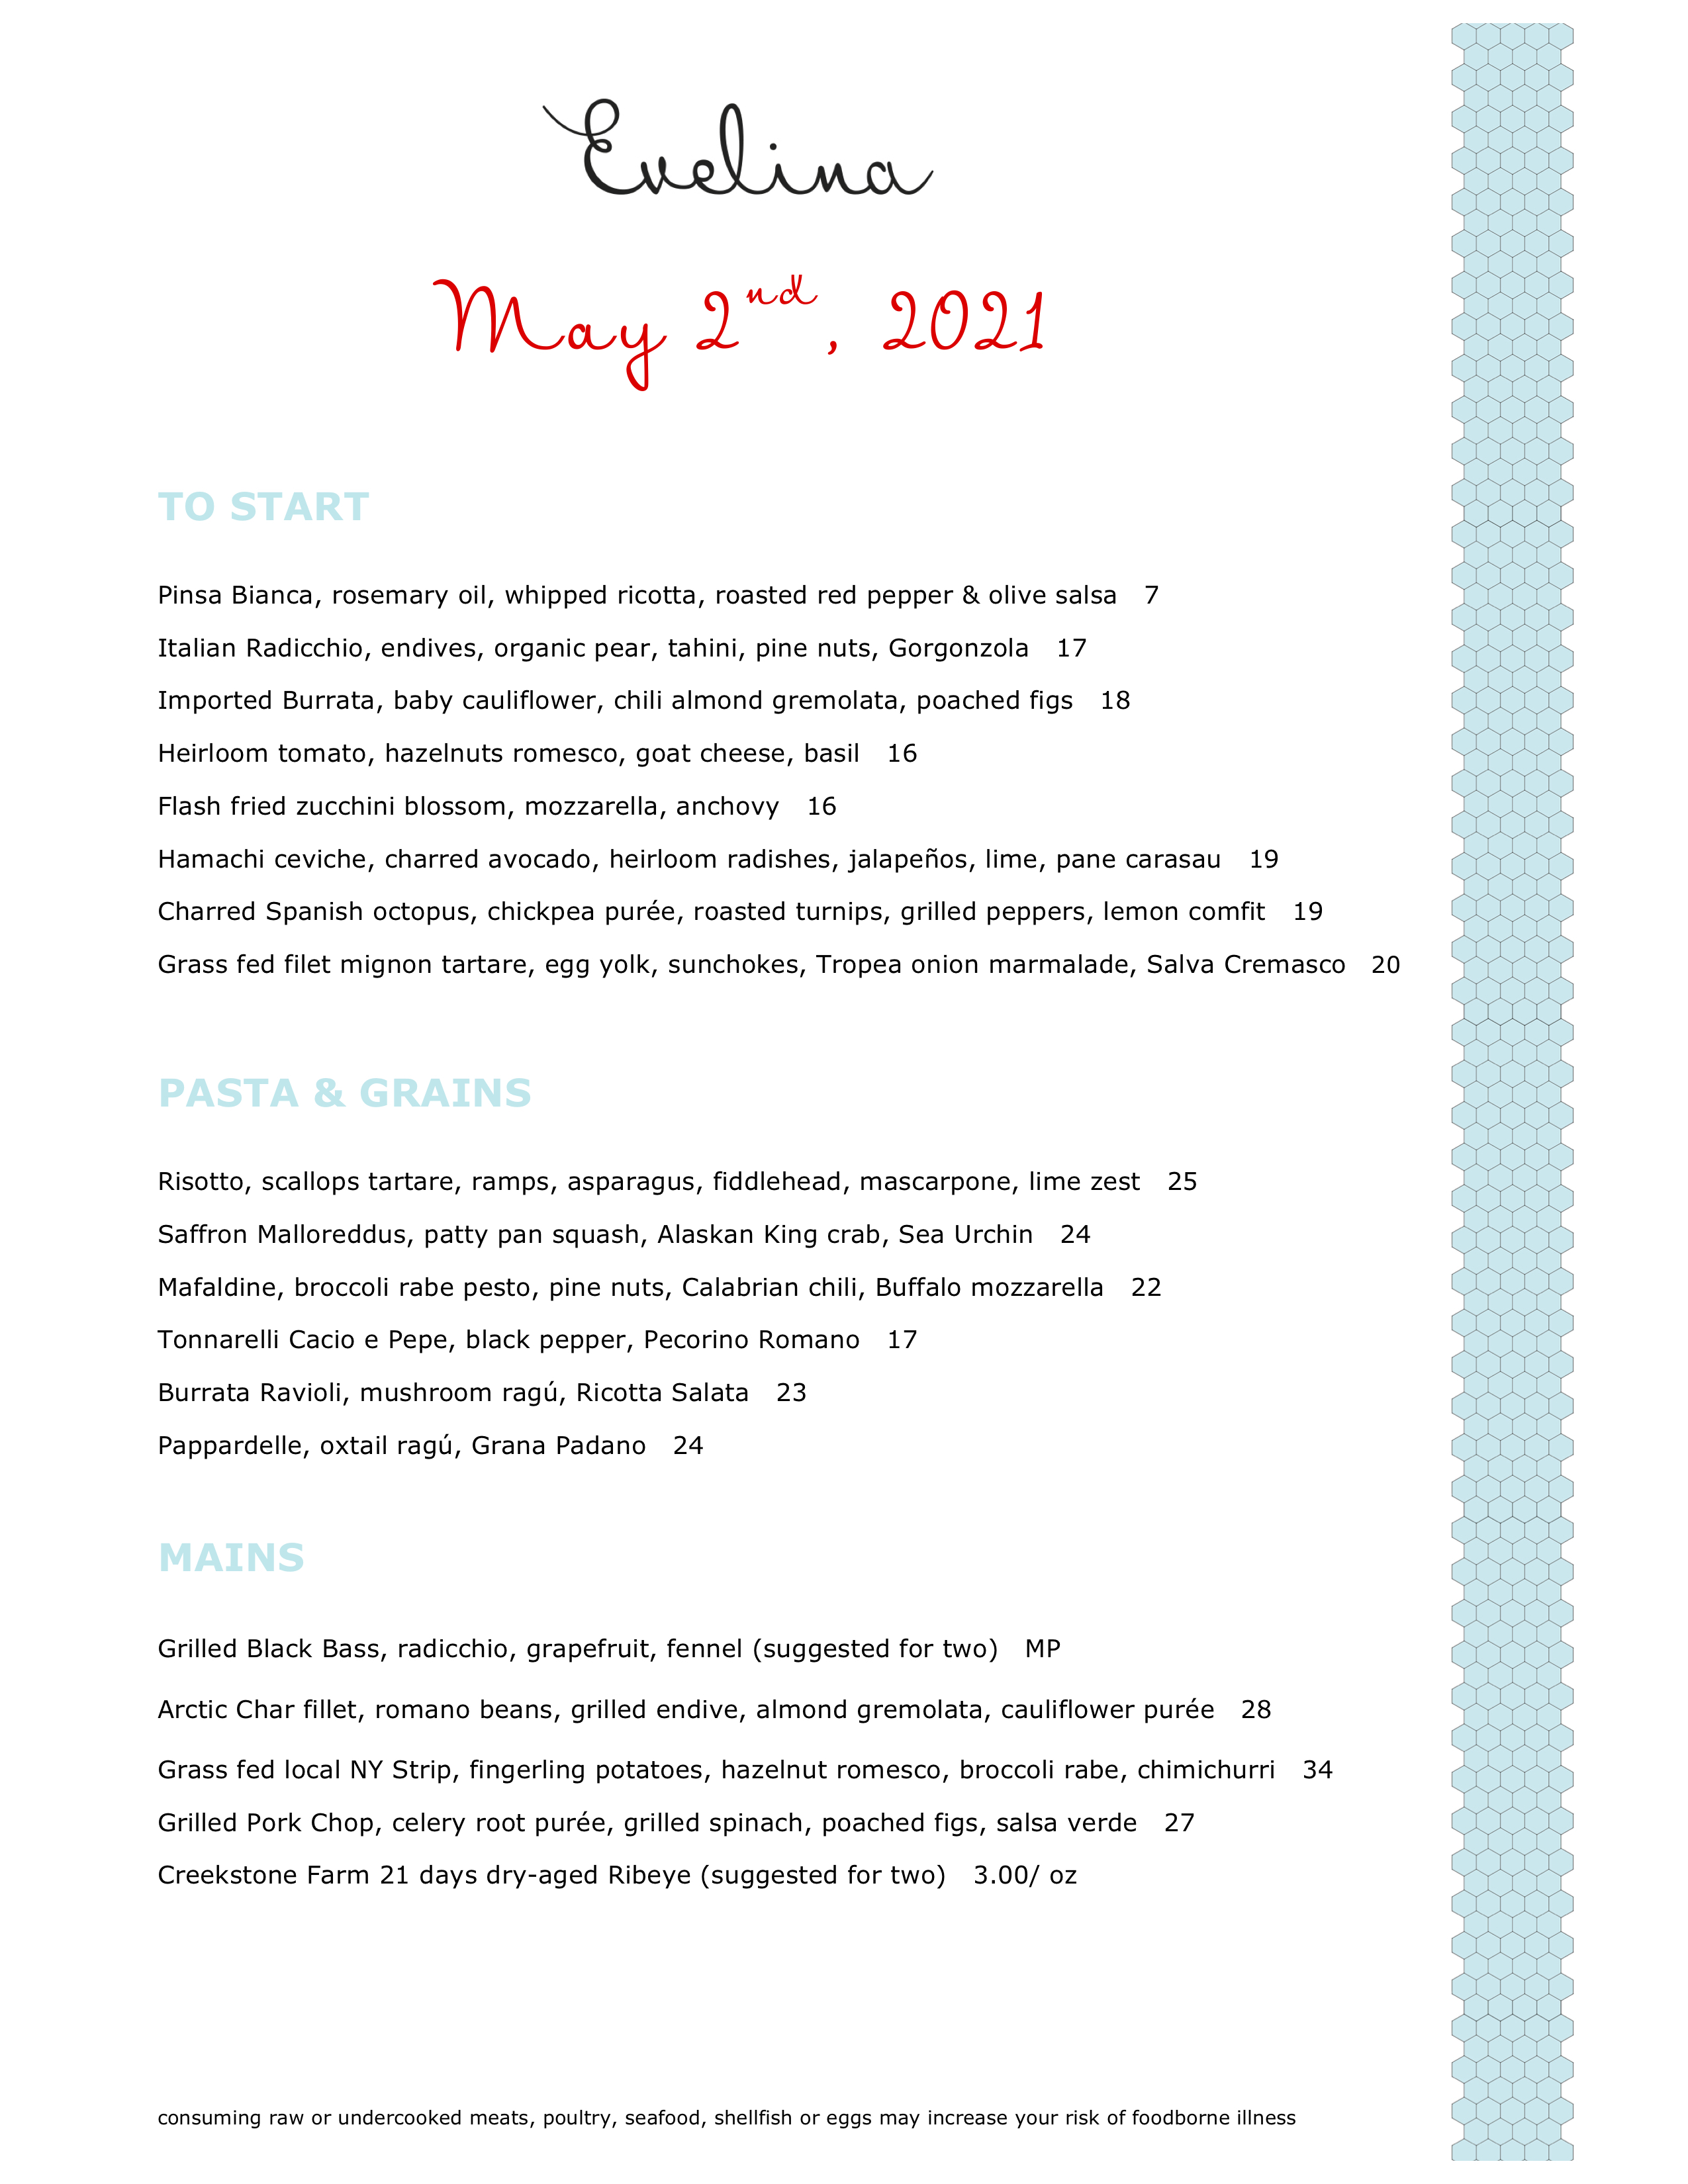 Evelina
May 2nd, 2021
TO START
Pinsa Bianca, rosemary oil, whipped ricotta, roasted red pepper & olive salsa 7
Italian Radicchio, endives, organic pear, tahini, pine nuts, Gorgonzola 17
Imported Burrata, baby cauliflower, chili almond gremolata, poached figs 18
Heirloom tomato, hazelnuts romesco, goat cheese, basil 16
Flash fried zucchini blossom, mozzarella, anchovy 16
Hamachi ceviche, charred avocado, heirloom radishes, jalapeños, lime, pane carasau 19
Charred Spanish octopus, chickpea purée, roasted turnips, grilled peppers, lemon comfit 19
Grass fed filet mignon tartare, egg yolk, sunchokes, Tropea onion marmalade, Salva Cremasco 20
PASTA & GRAINS
Risotto, scallops tartare, ramps, asparagus, fiddlehead, mascarpone, lime zest 25
Saffron Malloreddus, patty pan squash, Alaskan King crab, Sea Urchin 24
Mafaldine, broccoli rabe pesto, pine nuts, Calabrian chili, Buffalo mozzarella 22
Tonnarelli Cacio e Pepe, black pepper, Pecorino Romano 17
Burrata Ravioli, mushroom ragú, Ricotta Salata 23
Pappardelle, oxtail ragú, Grana Padano 24
MAINS
Grilled Black Bass, radicchio, grapefruit, fennel (suggested for two) MP
Arctic Char fillet, romano beans, grilled endive, almond gremolata, cauliflower purée 28
Grass fed local NY Strip, fingerling potatoes, hazelnut romesco, broccoli rabe, chimichurri 34
Grilled Pork Chop, celery root purée, grilled spinach, poached figs, salsa verde 27
Creekstone Farm 21 days dry-aged Ribeye (suggested for two) 3.00/ oz
consuming raw or undercooked meats, poultry, seafood, shellfish or eggs may increase your risk of foodborne illness